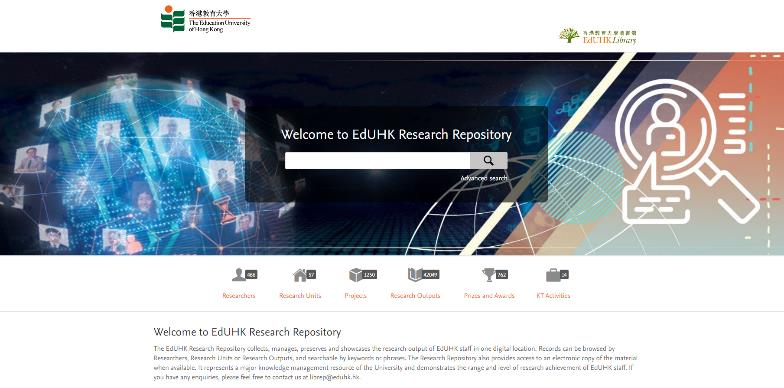 香港教育大學
The Education University
of Hong Kong
香港教育大學圖書館
EdUHK Library
Welcome to EdUHK Research Repository
Advanced search
466
57
1250
42049
762
14
Researchers
Research Units
Projects
Research Outputs
Prizes and Awards
KT Activities
Welcome to EdUHK Research Repository
The EdUHK Research Repository collects, manages, preserves and showcases the research output of EdUHK staff in one digital location. Records can be browsed by
Researchers, Research Units or Research Outputs, and searchable by keywords or phrases. The Research Repository also provides access to an electronic copy of the material
when available. It represents a major knowledge management resource of the University and demonstrates the range and level of research achievement of EdUHK staff. If
you have any enquiries, please feel free to contact us at librep@eduhk.hk.